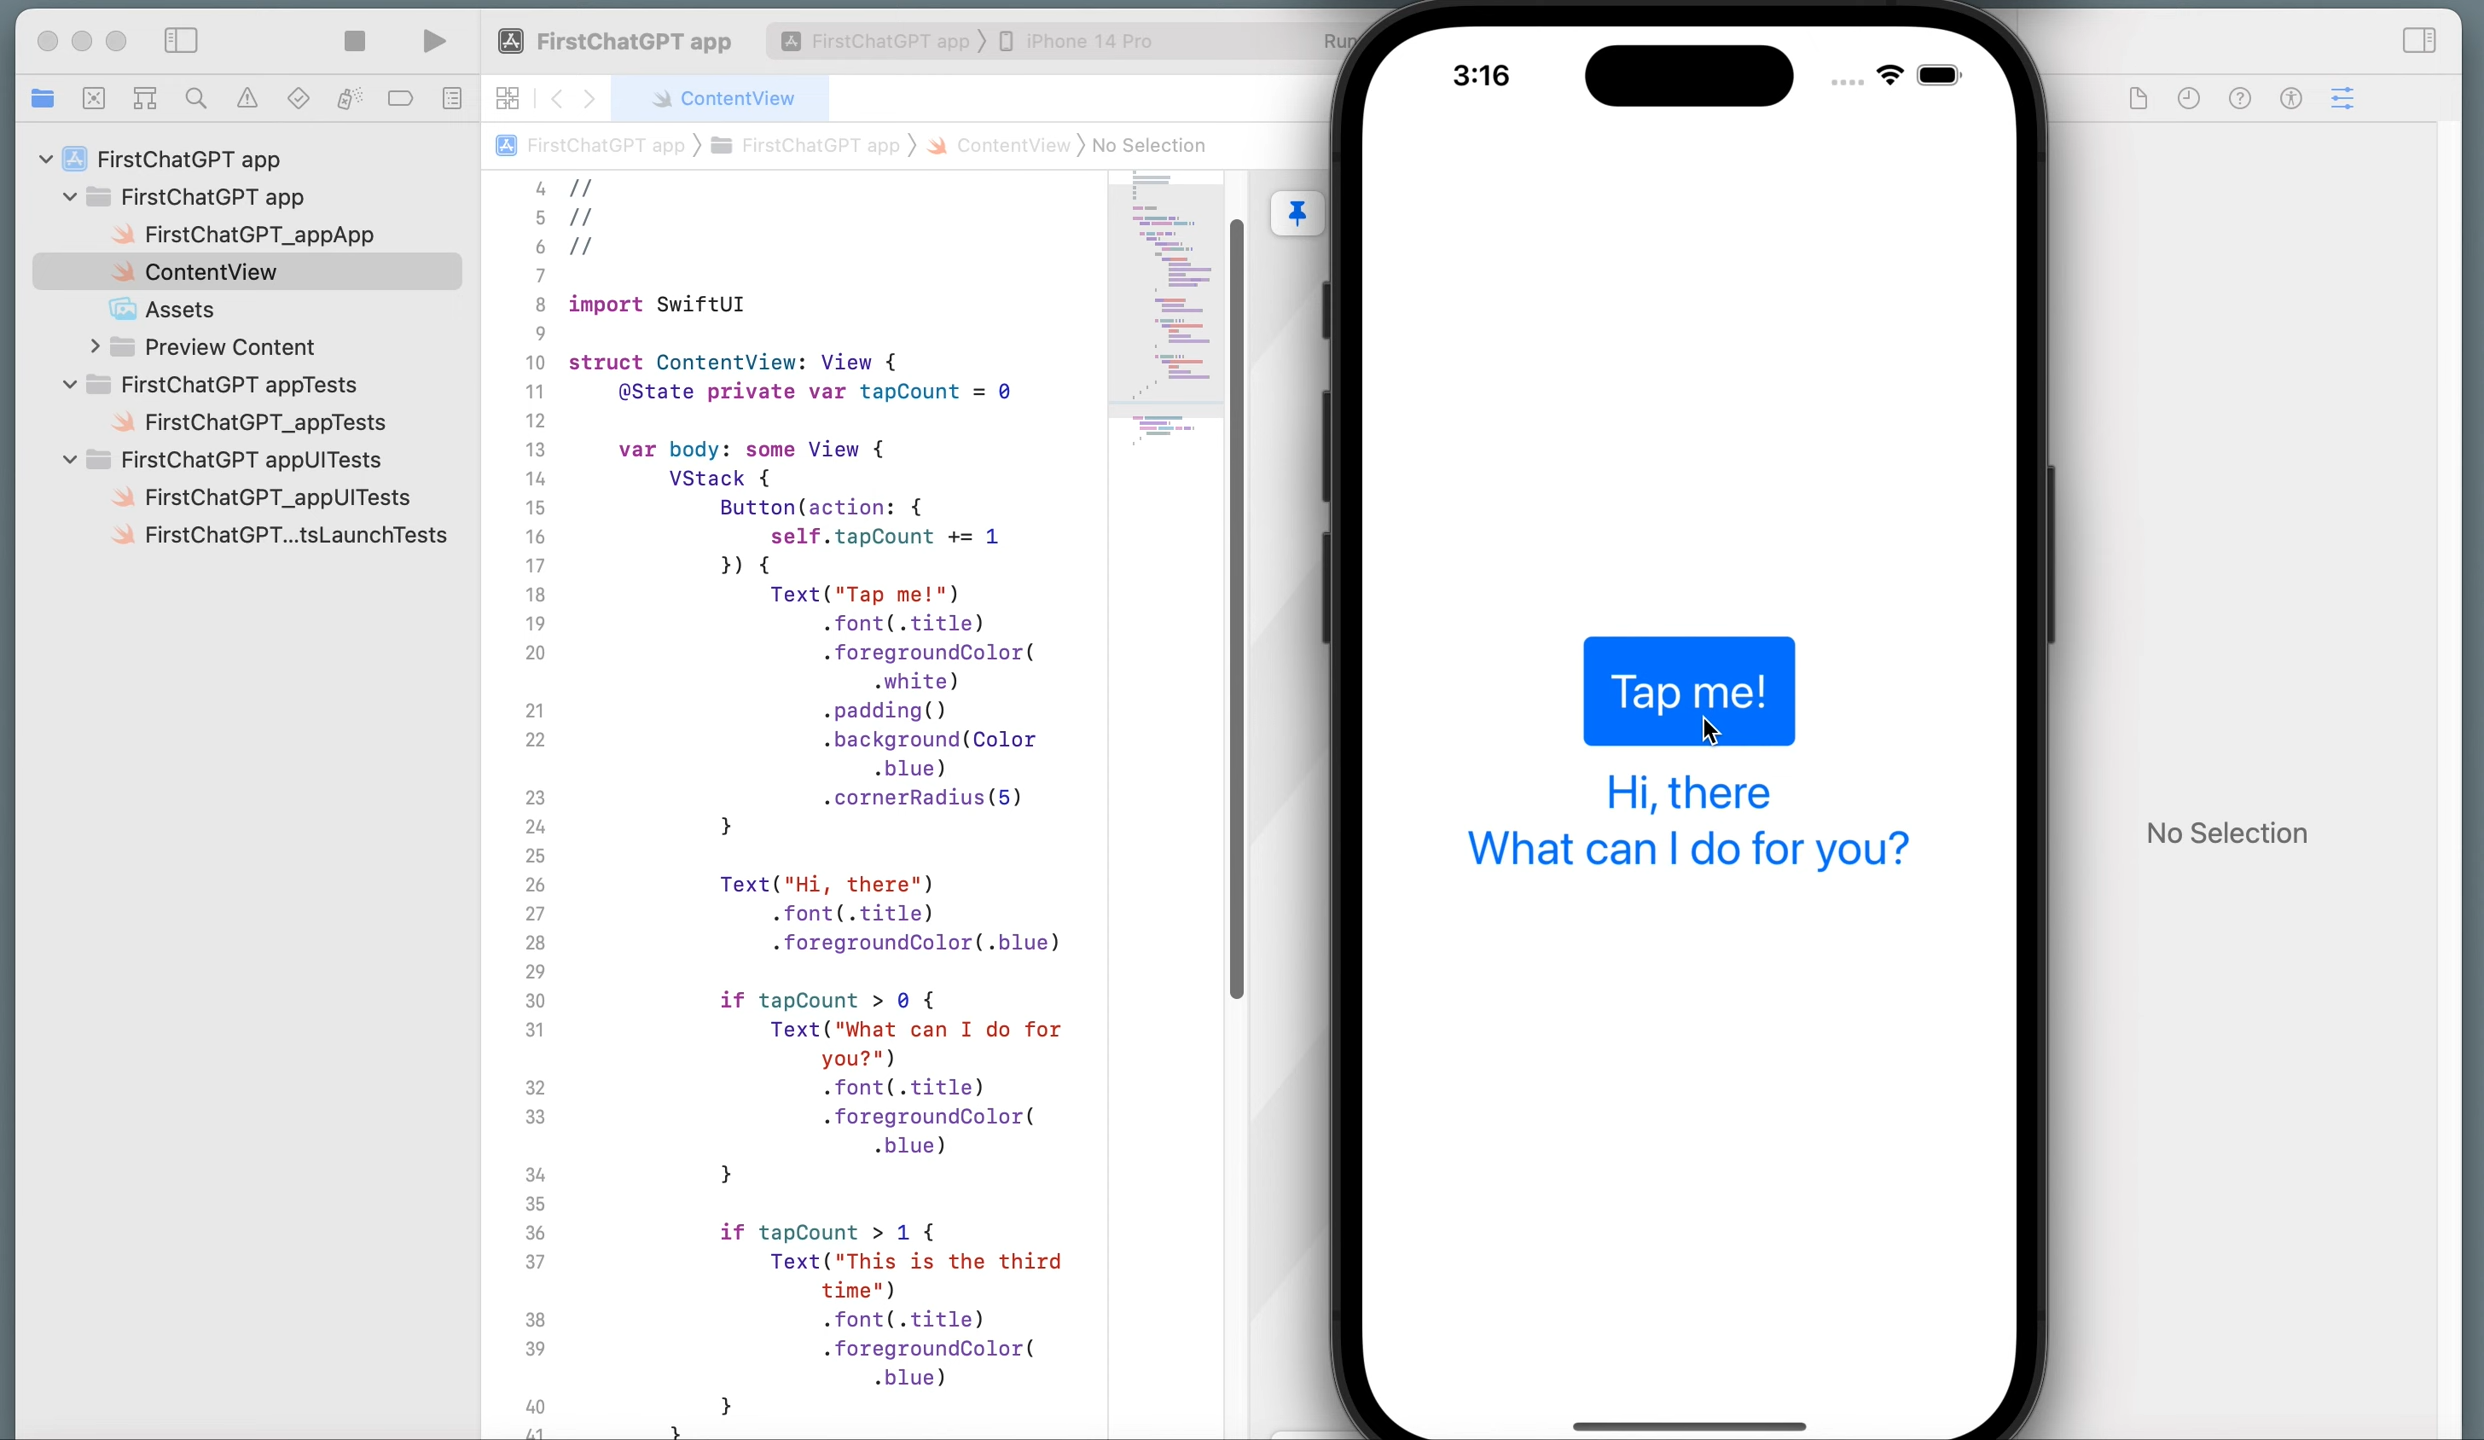 FirstChatGPT app
FirstChatGPT app
iPhone 14 Pro
ContentView
FirstChatGPT app
FirstChatGPT app
ContentView
No Selection
FirstChatGPT app
FirstChatGPT app
FirstChatGPT_appApp
ContentView
Assets
Preview Content
FirstChatGPT appTests
FirstChatGPT_appTests
FirstChatGPT appUITests
FirstChatGPT_appUITests
FirstChatGPT...tsLaunchTests
4 //
5 //
6 //
7
8 import SwiftUI
9
10 struct ContentView: View {
11 @State private var tapCount = 0
12
13 var body: some View {
14 VStack {
15 Button(action: {
16 self.tapCount += 1
17 }) {
18 Text("Tap me!")
19 .font(.title)
20 .foregroundColor(
.white)
21 .padding()
22 .background(Color
.blue)
23 .cornerRadius(5)
24 }
25
26 Text("Hi, there")
27 .font(.title)
28 .foregroundColor(.blue)
29
30 if tapCount > 0 {
31 Text("What can I do for
you?")
32 .font(.title)
33 .foregroundColor(
.blue)
34 }
35
36 if tapCount > 1 {
37 Text("This is the third
time")
38 .font(.title)
39 .foregroundColor(
.blue)
40 }
41 }
3:16
Tap me!
Hi, there
What can I do for you?
No Selection